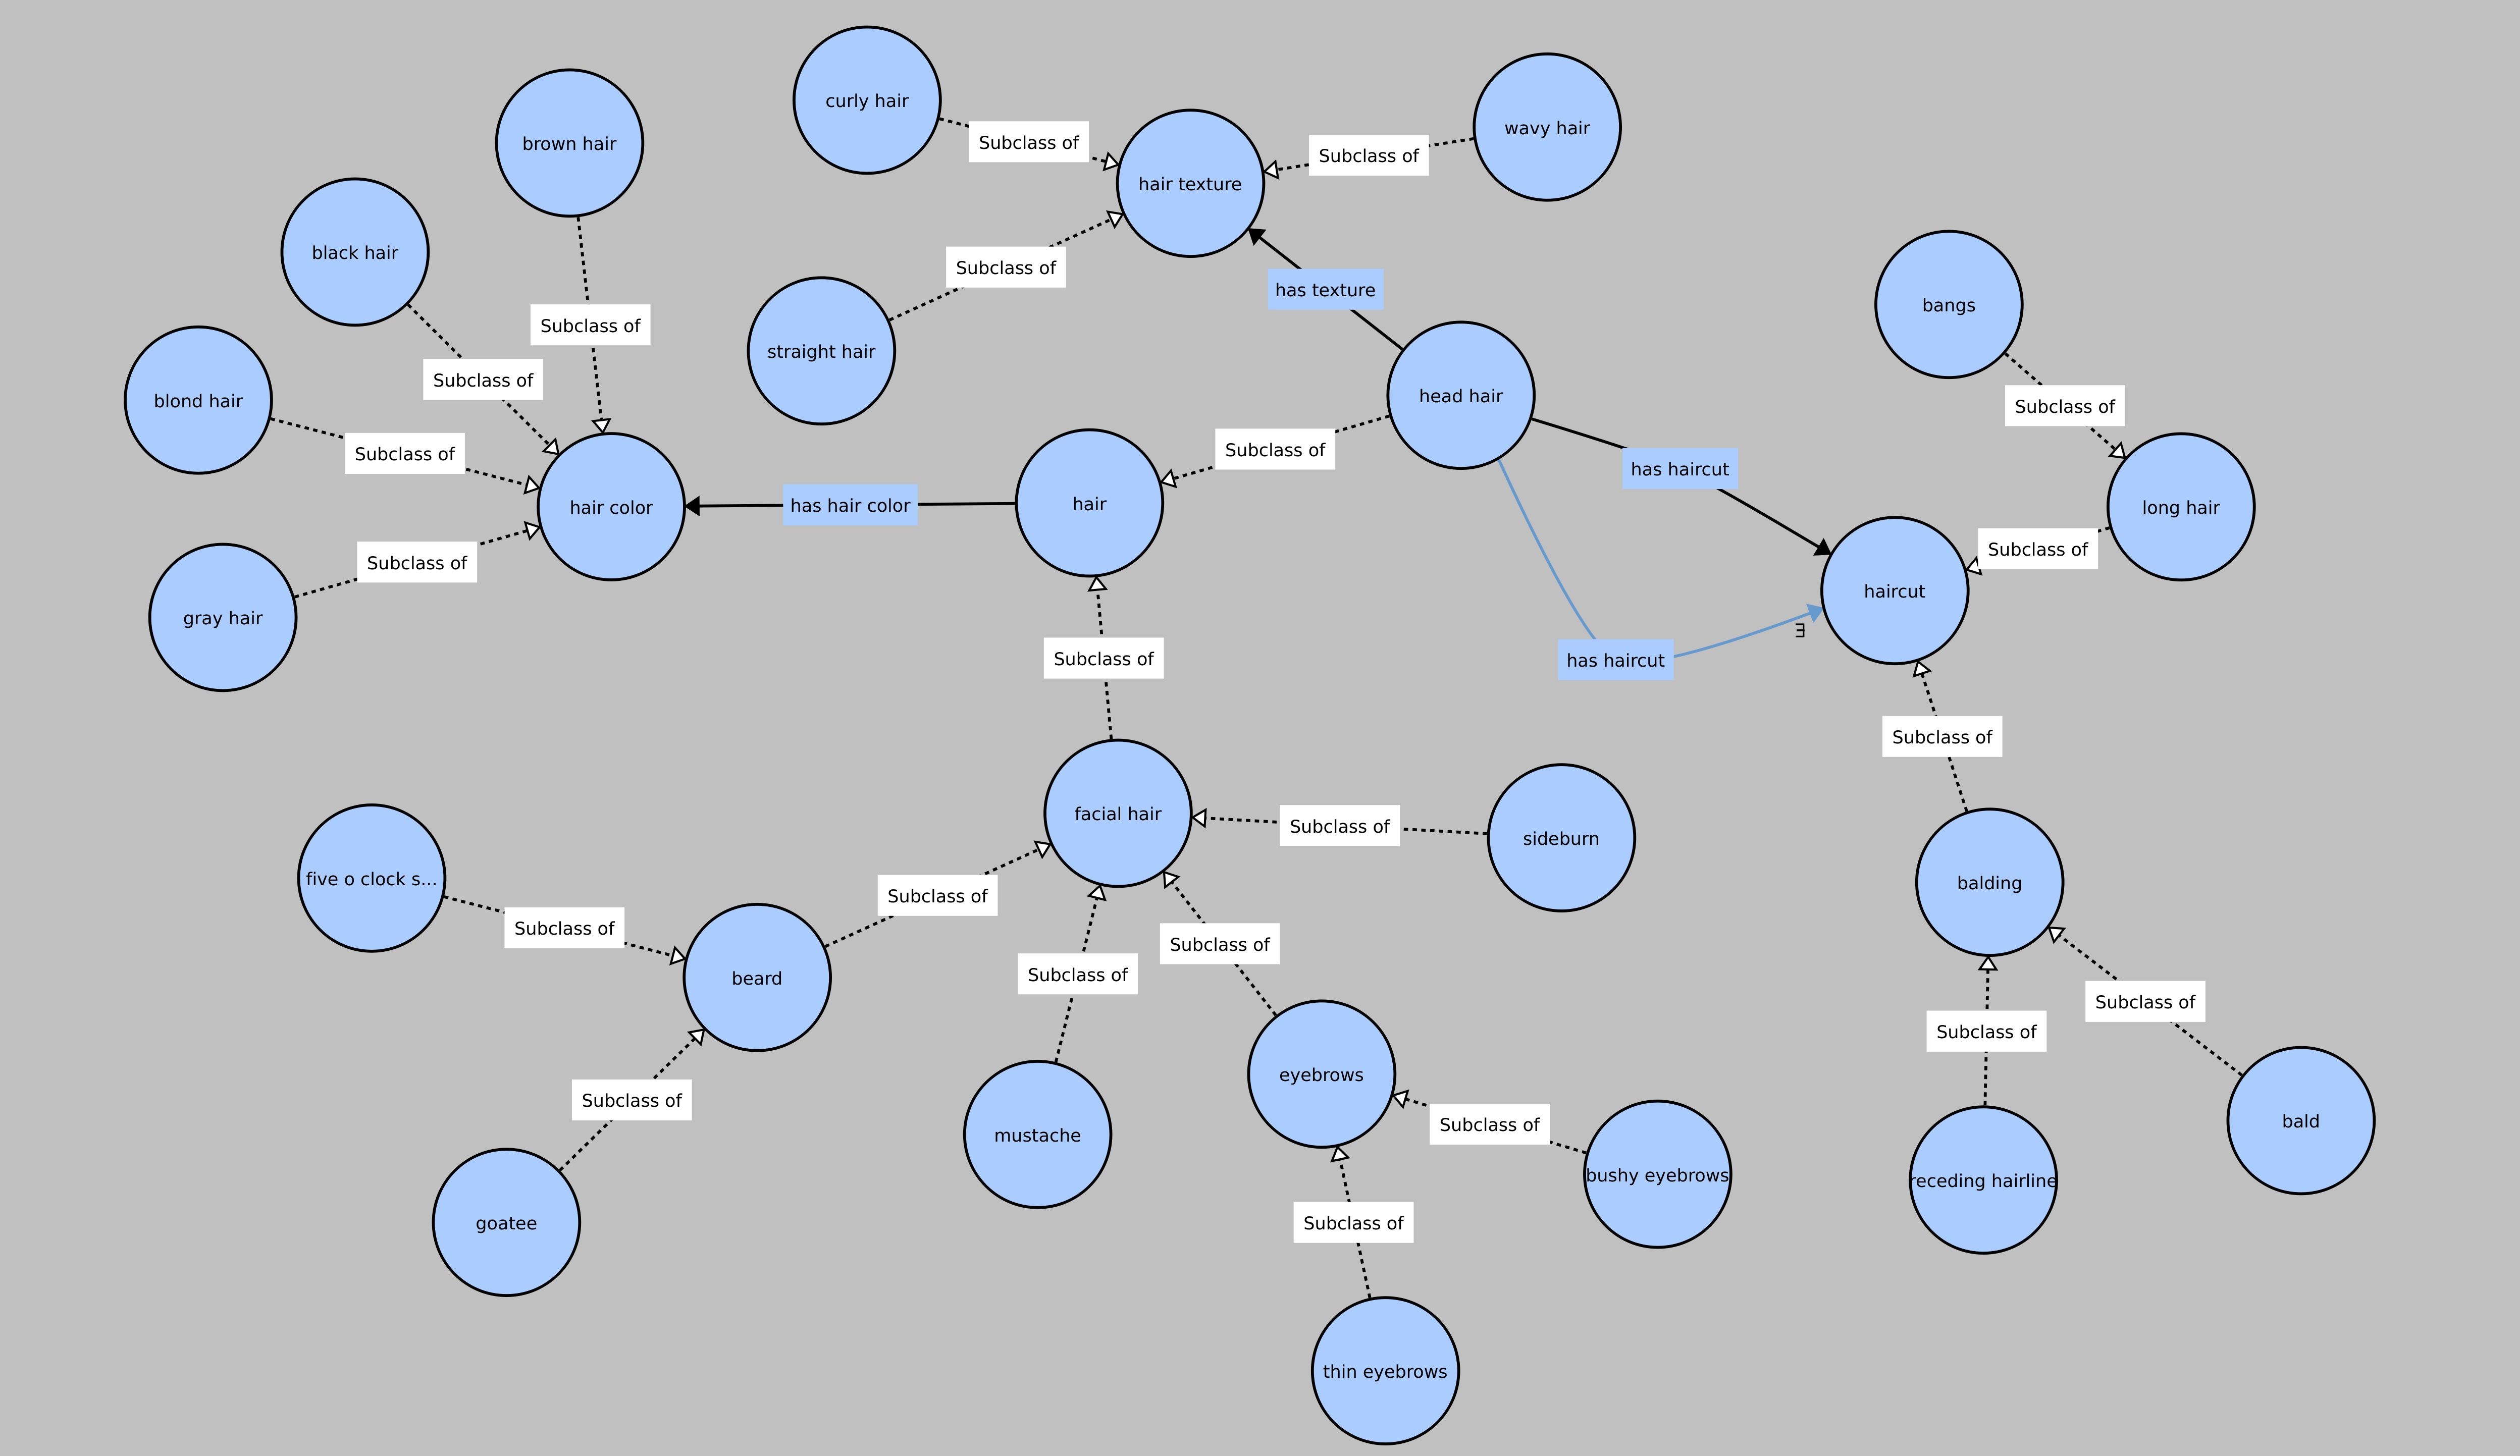 curly hair
wavy hair
brown hair
Subclass of
Subclass of
hair texture
black hair
Subclass of
has texture
bangs
Subclass of
straight hair
Subclass of
blond hair
head hair
Subclass of
Subclass of
Subclass of
has haircut
hair color
has hair color
hair
long hair
Subclass of
Subclass of
haircut
gray hair
∃
Subclass of
has haircut
Subclass of
facial hair
Subclass of
sideburn
five o clock s...
balding
Subclass of
Subclass of
Subclass of
beard
Subclass of
Subclass of
Subclass of
eyebrows
Subclass of
mustache
Subclass of
bald
bushy eyebrows
receding hairline
goatee
Subclass of
thin eyebrows